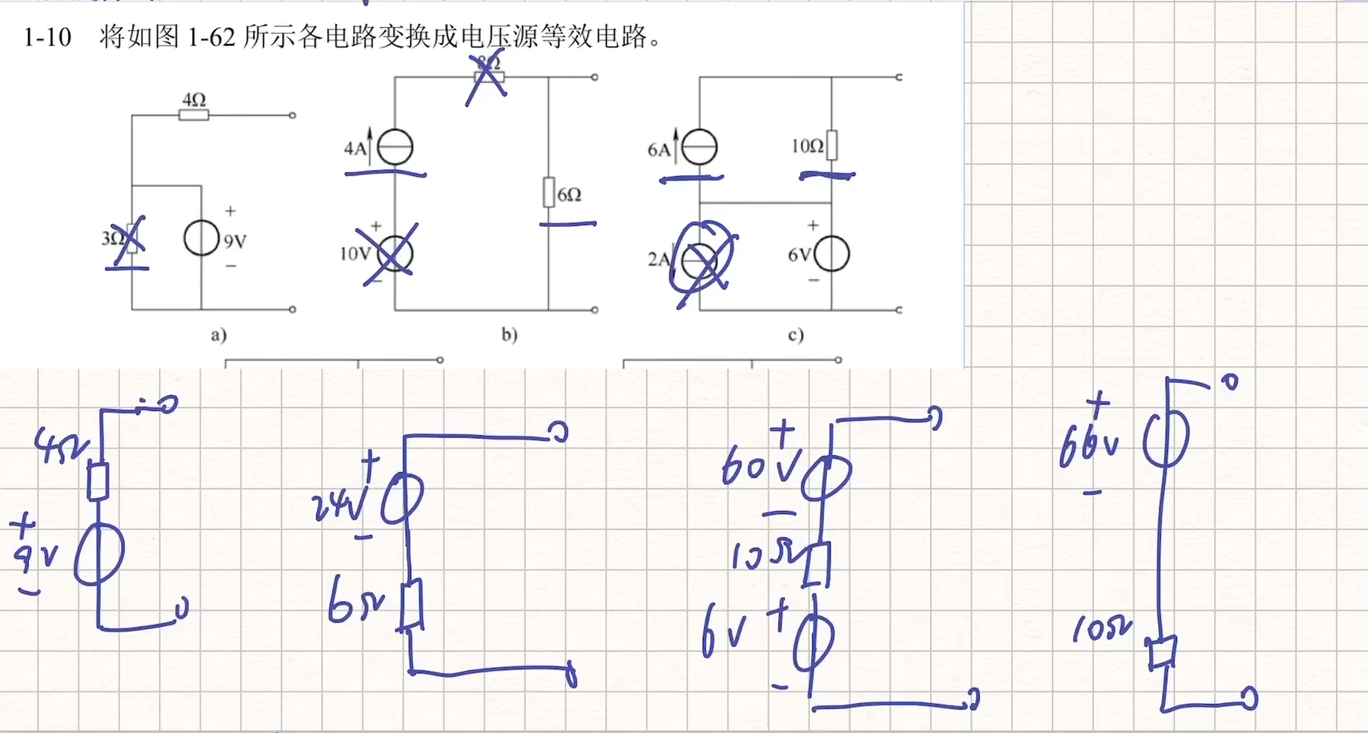 1-10 将如图 1-62 所示各电路变换成电压源等效电路。
4Ω
3Ω
+
9V
−
a)
8Ω
4A
+
10V
−
6Ω
b)
6A
10Ω
2A
+
6V
−
c)
4Ω
+
9V
−
+
24V
−
6Ω
+
60V
−
10Ω
+
6V
−
+
66V
−
10Ω